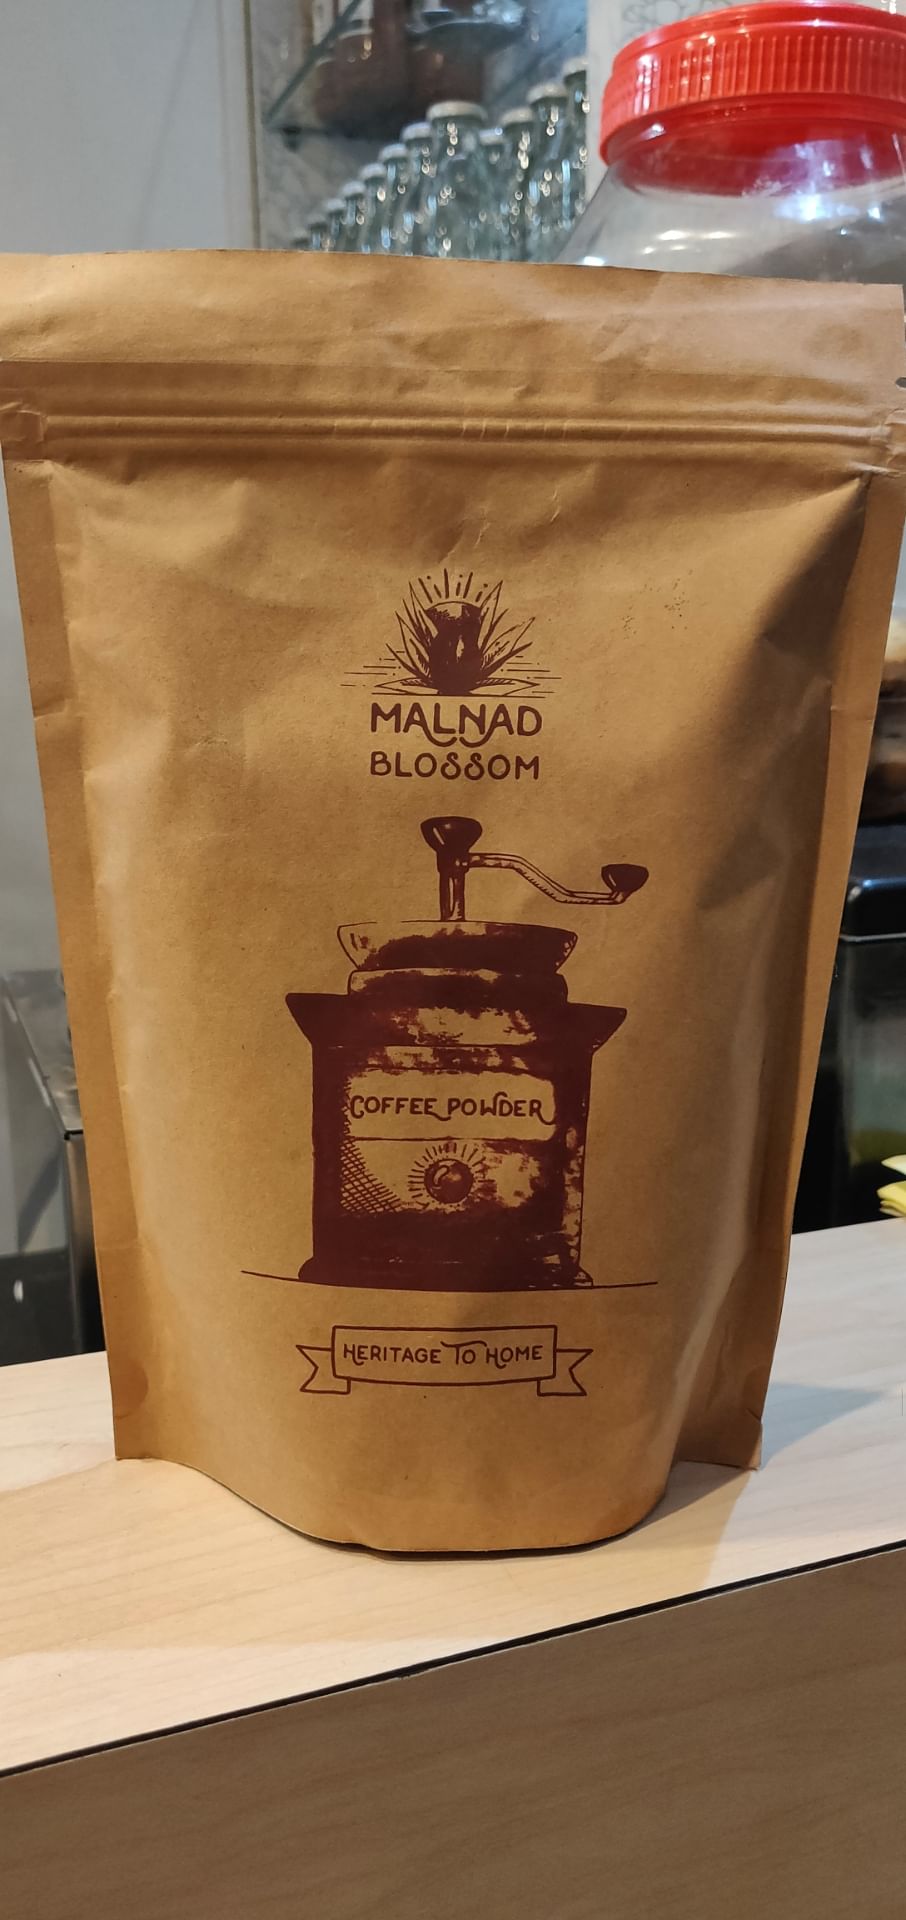 MALNAD
BLOSSOM
COFFEE POWDER
HERITAGE TO HOME